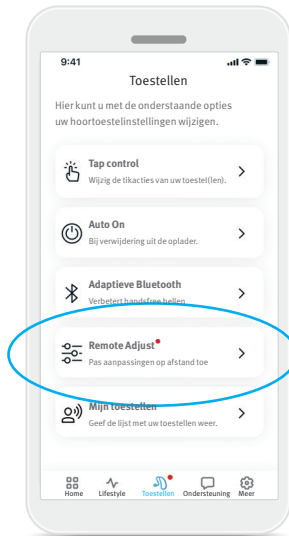 9:41
Toestellen
Hier kunt u met de onderstaande opties
uw hoortoestelinstellingen wijzigen.
Tap control
Wijzig de tikacties van uw toestel(len).
Auto On
Bij verwijdering uit de oplader.
Adaptieve Bluetooth
Verbetert handsfree bellen
Remote Adjust
Pas aanpassingen op afstand toe
Mijn toestellen
Geef de lijst met uw toestellen weer.
Home Lifestyle Toestellen Ondersteuning Meer